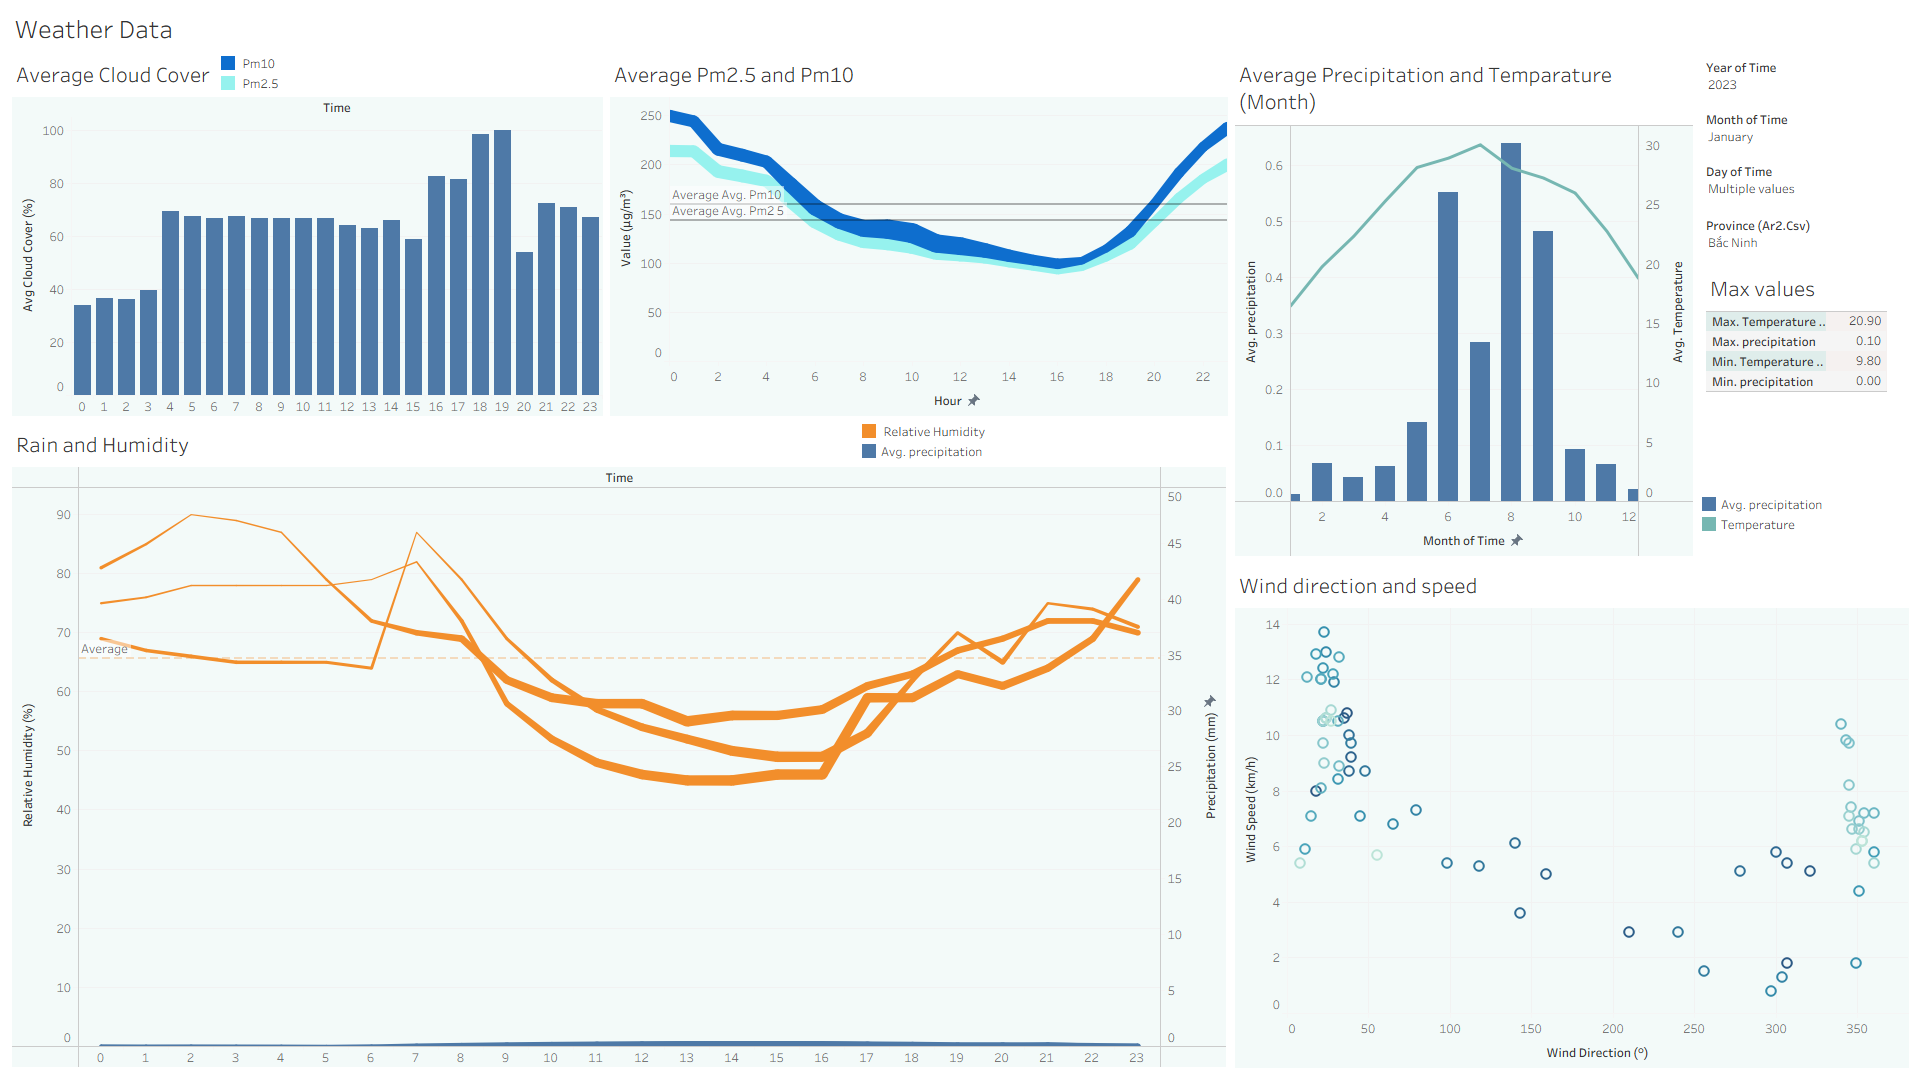 Weather Data
Average Cloud Cover
Pm10
Pm2.5
Time
Avg Cloud Cover (%)
100
80
60
40
20
0
0 1 2 3 4 5 6 7 8 9 10 11 12 13 14 15 16 17 18 19 20 21 22 23
Average Pm2.5 and Pm10
Value (µg/m³)
250
200
150
100
50
0
Average Avg. Pm10
Average Avg. Pm2 5
0 2 4 6 8 10 12 14 16 18 20 22
Hour
Average Precipitation and Temparature
(Month)
Avg. precipitation
0.6
0.5
0.4
0.3
0.2
0.1
0.0
Avg. Temperature
30
25
20
15
10
5
0
2 4 6 8 10 12
Month of Time
Year of Time
2023
Month of Time
January
Day of Time
Multiple values
Province (Ar2.Csv)
Bắc Ninh
Max values
Max. Temperature .. 20.90
Max. precipitation 0.10
Min. Temperature .. 9.80
Min. precipitation 0.00
Avg. precipitation
Temperature
Rain and Humidity
Relative Humidity
Avg. precipitation
Time
Relative Humidity (%)
90
80
70
60
50
40
30
20
10
0
Average
Precipitation (mm)
50
45
40
35
30
25
20
15
10
5
0
0 1 2 3 4 5 6 7 8 9 10 11 12 13 14 15 16 17 18 19 20 21 22 23
Wind direction and speed
Wind Speed (km/h)
14
12
10
8
6
4
2
0
0 50 100 150 200 250 300 350
Wind Direction (º)